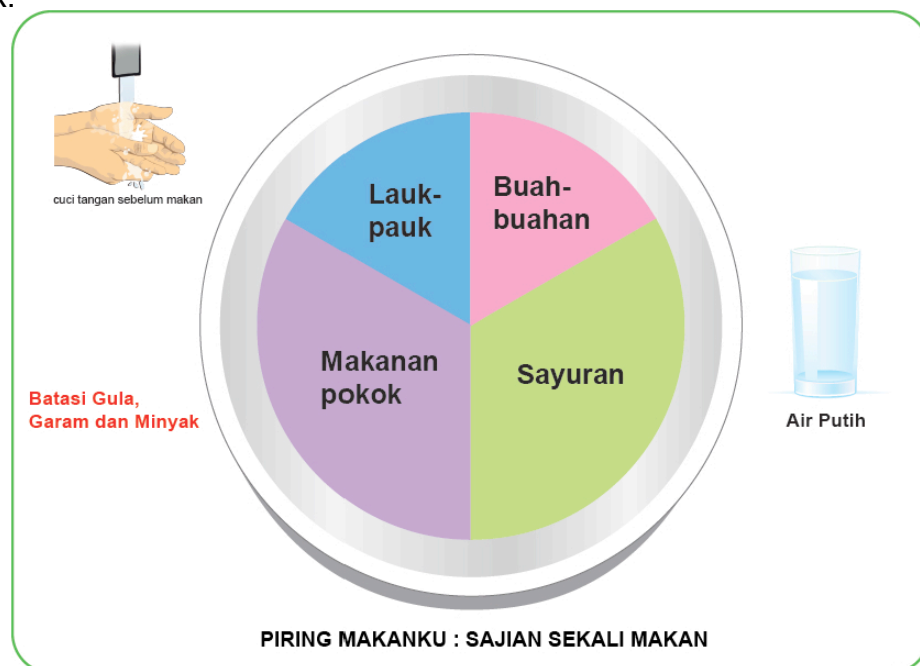 cuci tangan sebelum makan
Lauk-
pauk
Buah-
buahan
Makanan
pokok
Sayuran
Batasi Gula,
Garam dan Minyak
Air Putih
PIRING MAKANKU : SAJIAN SEKALI MAKAN